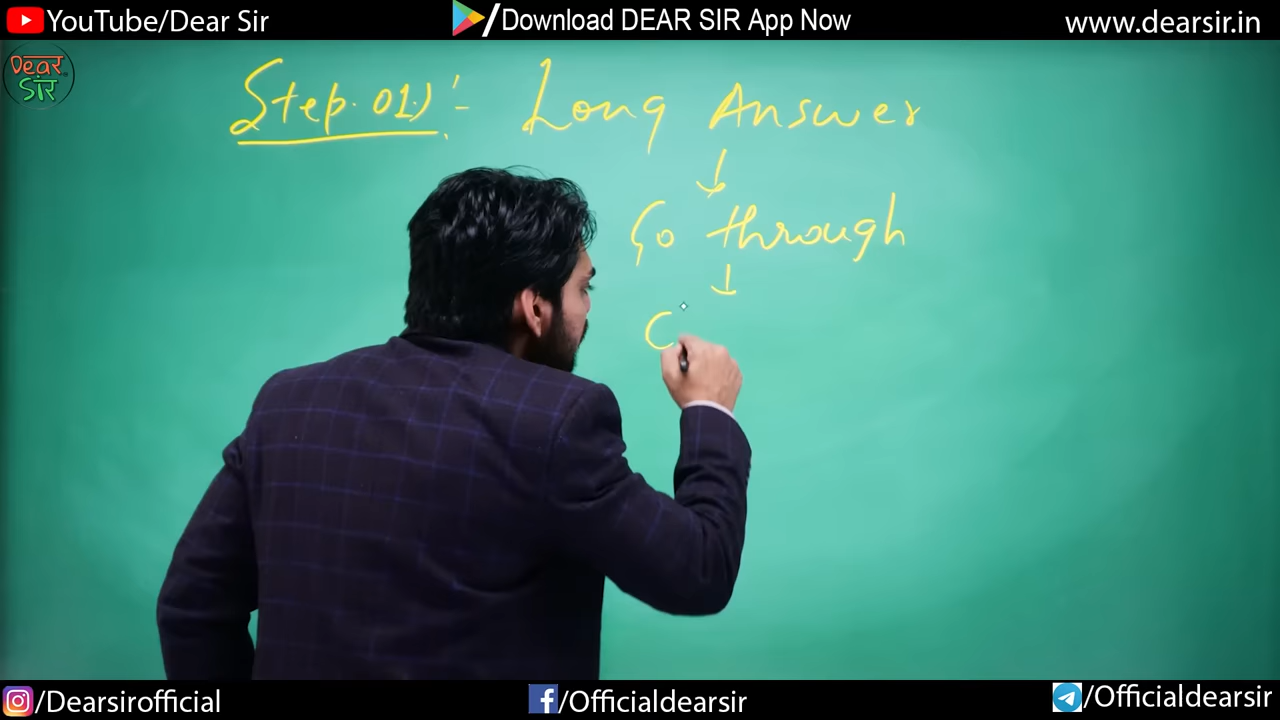 YouTube/Dear Sir
/Download DEAR SIR App Now
www.dearsir.in
Dear
Sir
Step. 01.) :- Long Answer
↓
Go through
↓
C
/Dearsirofficial
/Officialdearsir
/Officialdearsir